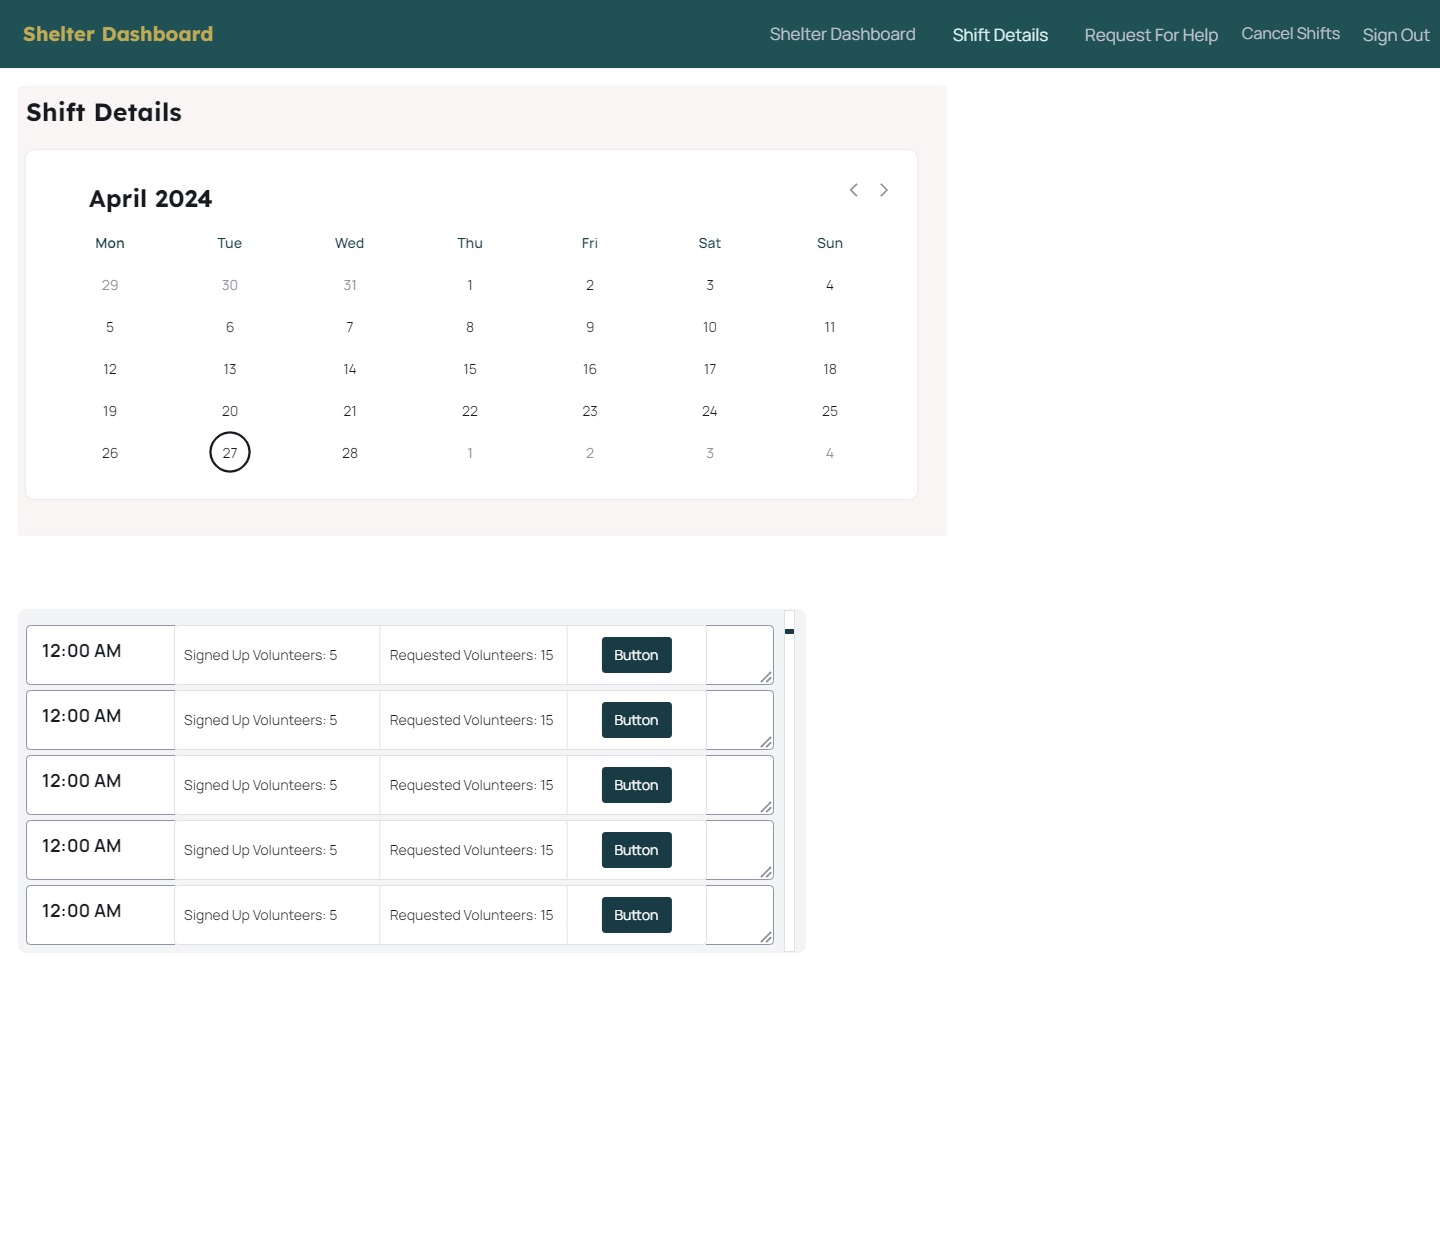 Shelter Dashboard
Shelter Dashboard Shift Details Request For Help Cancel Shifts Sign Out
Shift Details
April 2024
Mon Tue Wed Thu Fri Sat Sun
29 30 31 1 2 3 4
5 6 7 8 9 10 11
12 13 14 15 16 17 18
19 20 21 22 23 24 25
26 27 28 1 2 3 4
12:00 AM Signed Up Volunteers: 5 Requested Volunteers: 15 Button
12:00 AM Signed Up Volunteers: 5 Requested Volunteers: 15 Button
12:00 AM Signed Up Volunteers: 5 Requested Volunteers: 15 Button
12:00 AM Signed Up Volunteers: 5 Requested Volunteers: 15 Button
12:00 AM Signed Up Volunteers: 5 Requested Volunteers: 15 Button